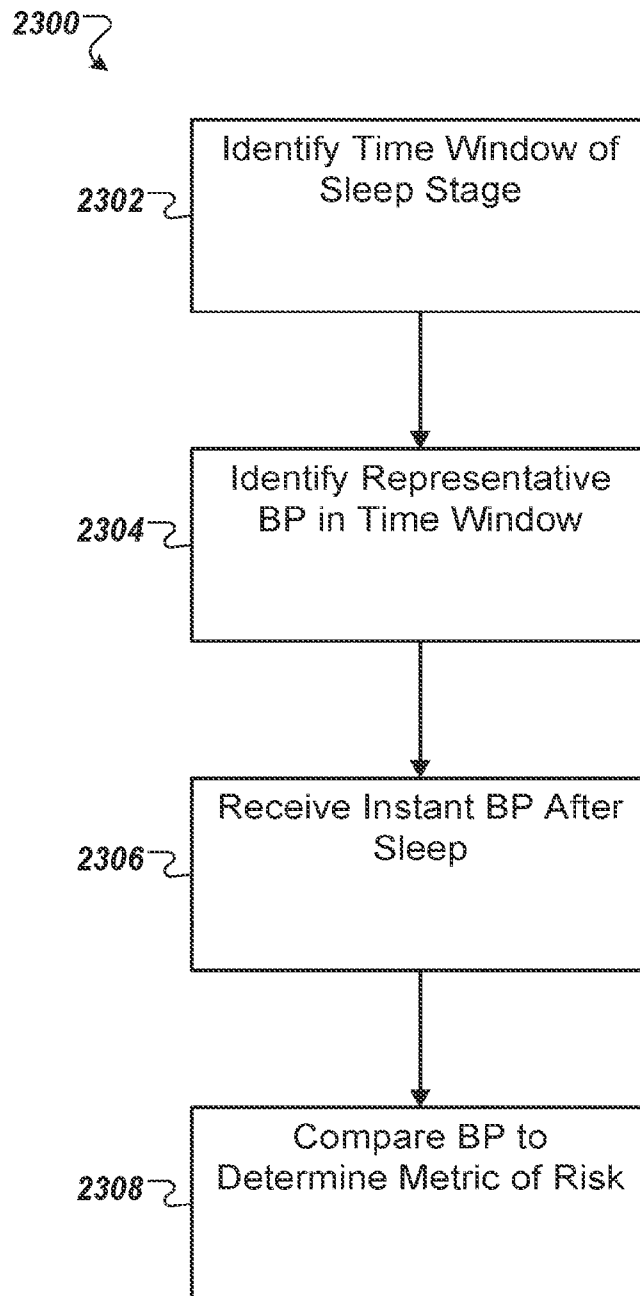 2300
Identify Time Window of
Sleep Stage
2302
Identify Representative
BP in Time Window
2304
Receive Instant BP After
Sleep
2306
Compare BP to
Determine Metric of Risk
2308